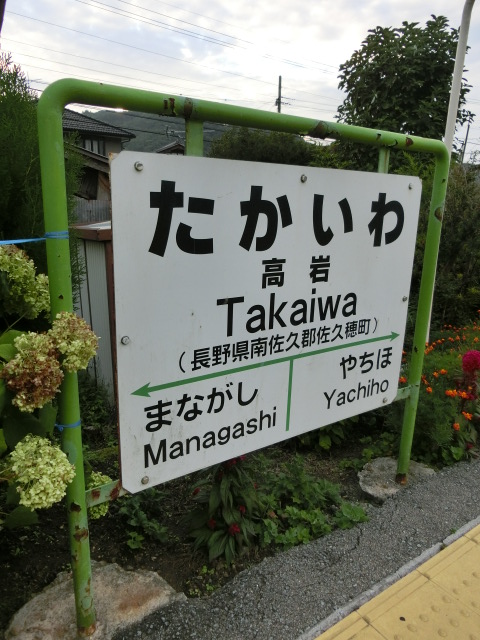 たかいわ
高岩
Takaiwa
（長野県南佐久郡佐久穂町）
まながし やちほ
Managashi Yachiho